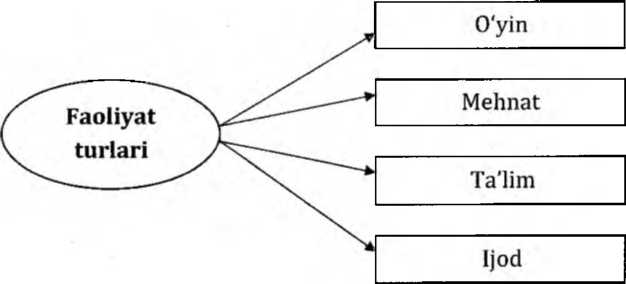 Faoliyat
turlari
O‘yin
Mehnat
Ta’lim
Ijod